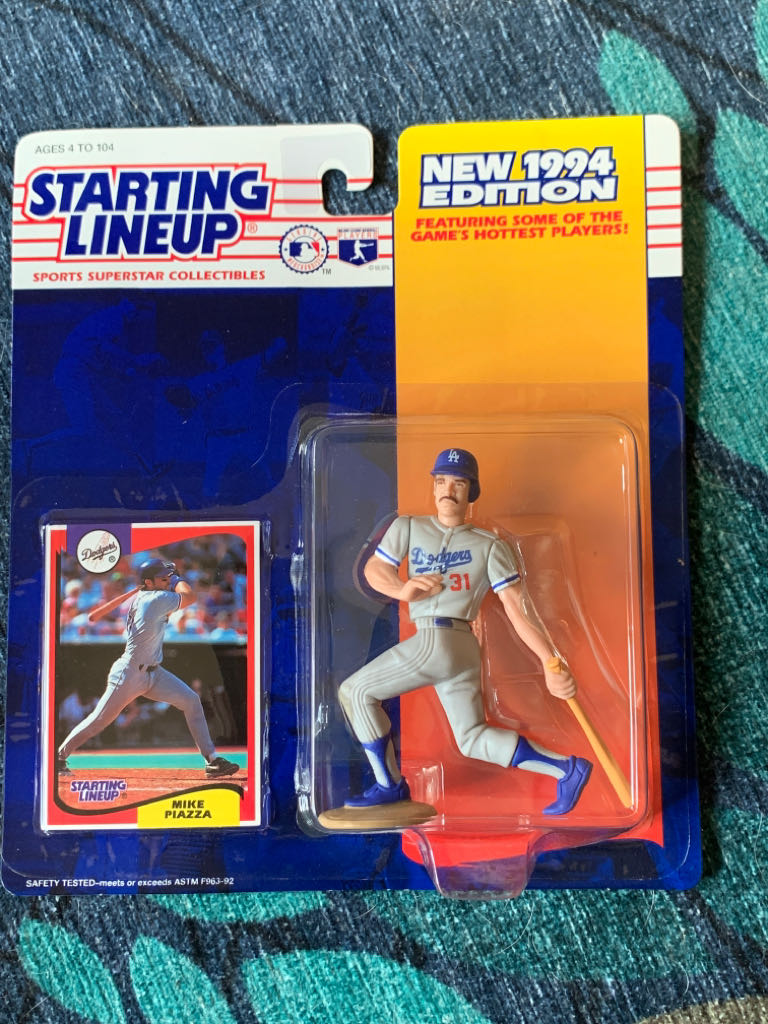 AGES 4 TO 104
STARTING
LINEUP®
SPORTS SUPERSTAR COLLECTIBLES
TM
NEW 1994
EDITION
FEATURING SOME OF THE
GAME'S HOTTEST PLAYERS!
LA
Dodgers
31
Dodgers
STARTING
LINEUP®
MIKE
PIAZZA
SAFETY TESTED-meets or exceeds ASTM F963-92